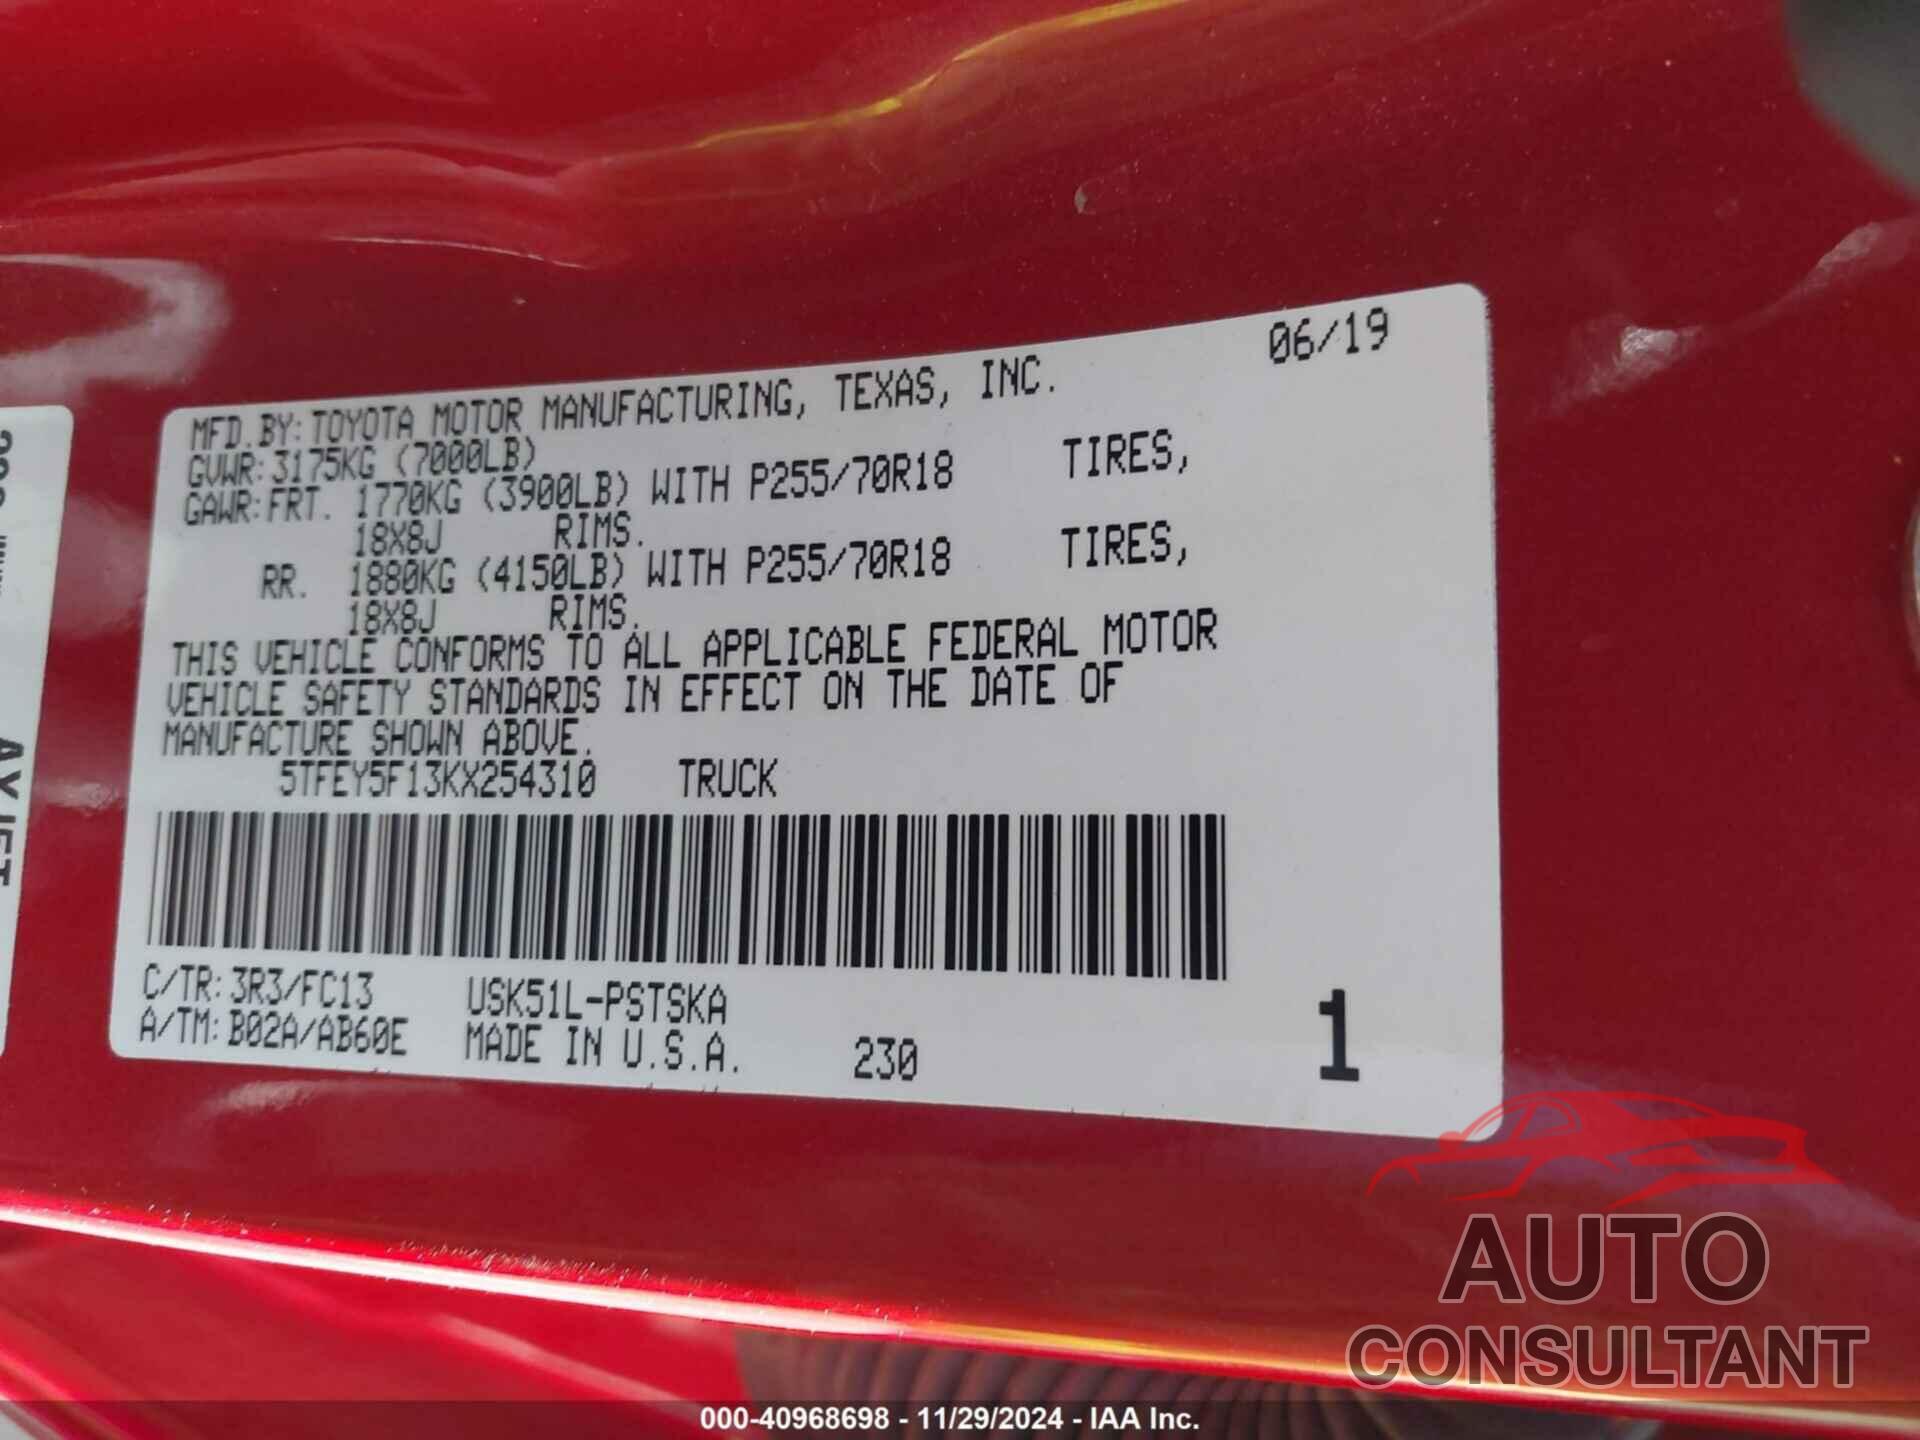 06/19
MFD.BY:TOYOTA MOTOR MANUFACTURING, TEXAS, INC.
GVWR:3175KG (7000LB)
GAWR:FRT. 1770KG (3900LB) WITH P255/70R18 TIRES,
18X8J RIMS.
RR. 1880KG (4150LB) WITH P255/70R18 TIRES,
18X8J RIMS.
THIS VEHICLE CONFORMS TO ALL APPLICABLE FEDERAL MOTOR
VEHICLE SAFETY STANDARDS IN EFFECT ON THE DATE OF
MANUFACTURE SHOWN ABOVE.
5TFEY5F13KX254310 TRUCK
C/TR:3R3/FC13 USK51L-PSTSKA
A/TM:B02A/AB60E MADE IN U.S.A. 230 1
AUTO
CONSULTANT
000-40968698 - 11/29/2024 - IAA Inc.